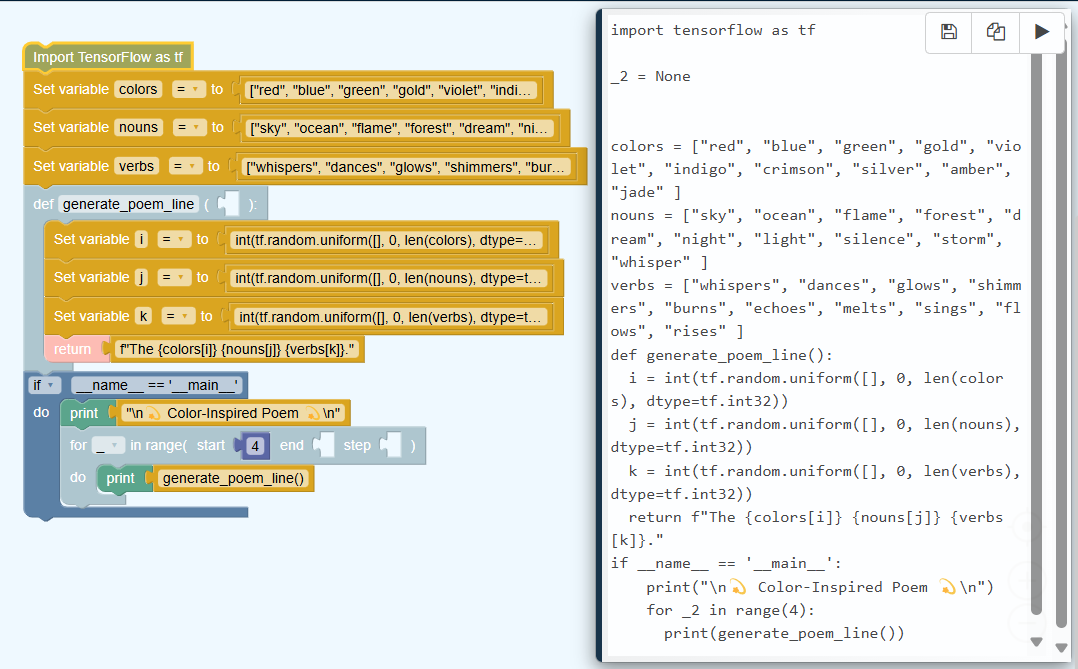 Import TensorFlow as tf
Set variable colors = to ["red", "blue", "green", "gold", "violet", "indi...
Set variable nouns = to ["sky", "ocean", "flame", "forest", "dream", "ni...
Set variable verbs = to ["whispers", "dances", "glows", "shimmers", "bur...
def generate_poem_line ( ):
Set variable i = to int(tf.random.uniform([], 0, len(colors), dtype=...
Set variable j = to int(tf.random.uniform([], 0, len(nouns), dtype=t...
Set variable k = to int(tf.random.uniform([], 0, len(verbs), dtype=t...
return f"The {colors[i]} {nouns[j]} {verbs[k]}."
if __name__ == '__main__'
do print "\n💫 Color-Inspired Poem 💫\n"
for _ in range( start 4 end step )
do print generate_poem_line()
import tensorflow as tf
_2 = None
colors = ["red", "blue", "green", "gold", "vio
let", "indigo", "crimson", "silver", "amber",
"jade" ]
nouns = ["sky", "ocean", "flame", "forest", "d
ream", "night", "light", "silence", "storm",
"whisper" ]
verbs = ["whispers", "dances", "glows", "shimm
ers", "burns", "echoes", "melts", "sings", "fl
ows", "rises" ]
def generate_poem_line():
i = int(tf.random.uniform([], 0, len(color
s), dtype=tf.int32))
j = int(tf.random.uniform([], 0, len(nouns),
dtype=tf.int32))
k = int(tf.random.uniform([], 0, len(verbs),
dtype=tf.int32))
return f"The {colors[i]} {nouns[j]} {verbs
[k]}."
if __name__ == '__main__':
print("\n💫 Color-Inspired Poem 💫\n")
for _2 in range(4):
print(generate_poem_line())